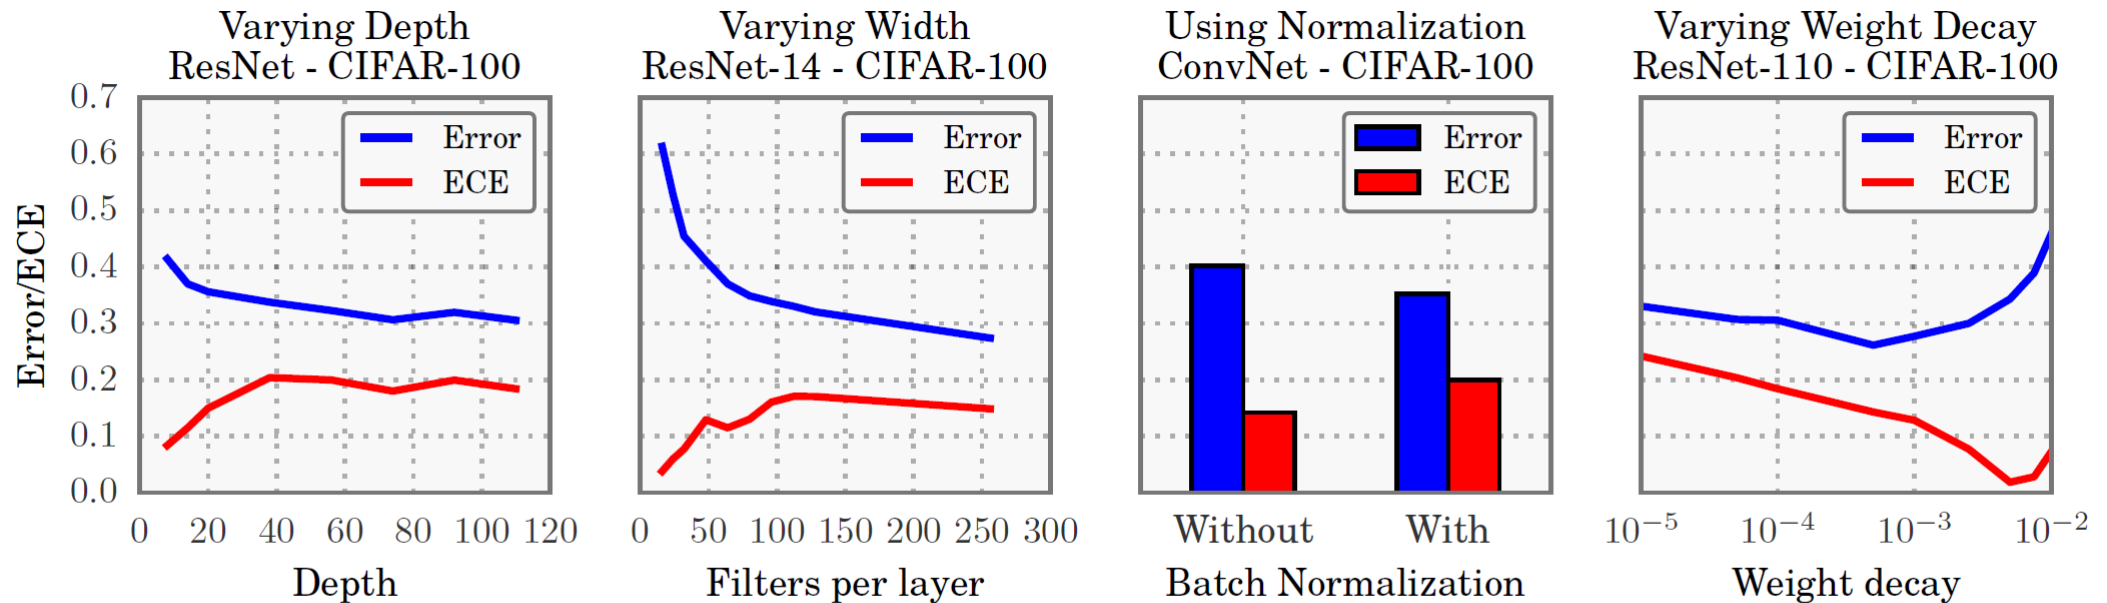 Varying Depth
ResNet - CIFAR-100
Varying Width
ResNet-14 - CIFAR-100
Using Normalization
ConvNet - CIFAR-100
Varying Weight Decay
ResNet-110 - CIFAR-100
Error/ECE
0.7
0.6
0.5
0.4
0.3
0.2
0.1
0.0
Error
ECE
0 20 40 60 80 100 120
Depth
Error
ECE
0 50 100 150 200 250 300
Filters per layer
Error
ECE
Without With
Batch Normalization
Error
ECE
10⁻⁵ 10⁻⁴ 10⁻³ 10⁻²
Weight decay